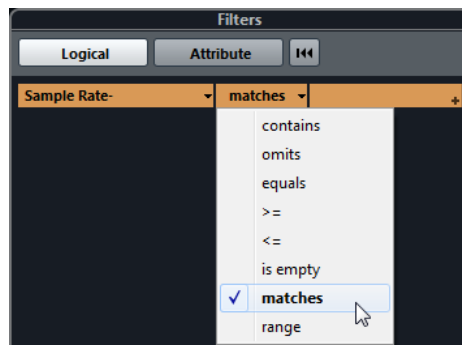 Filters
Logical Attribute
Sample Rate- matches +
contains
omits
equals
>=
<=
is empty
✓ matches
range